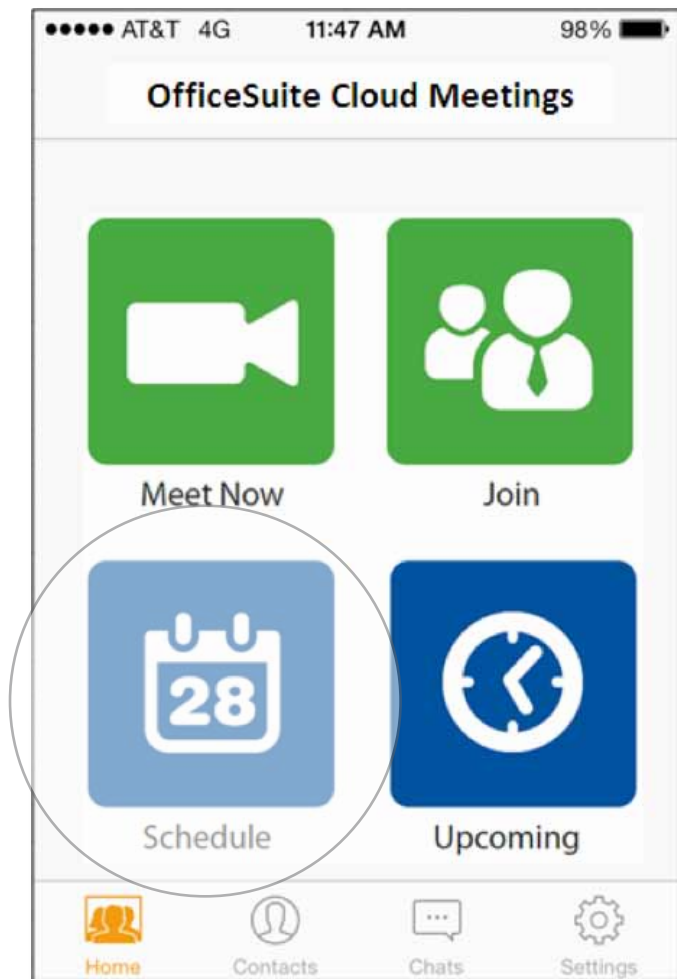 AT&T 4G 11:47 AM 98%
OfficeSuite Cloud Meetings
Meet Now Join
28
Schedule Upcoming
Home Contacts Chats Settings